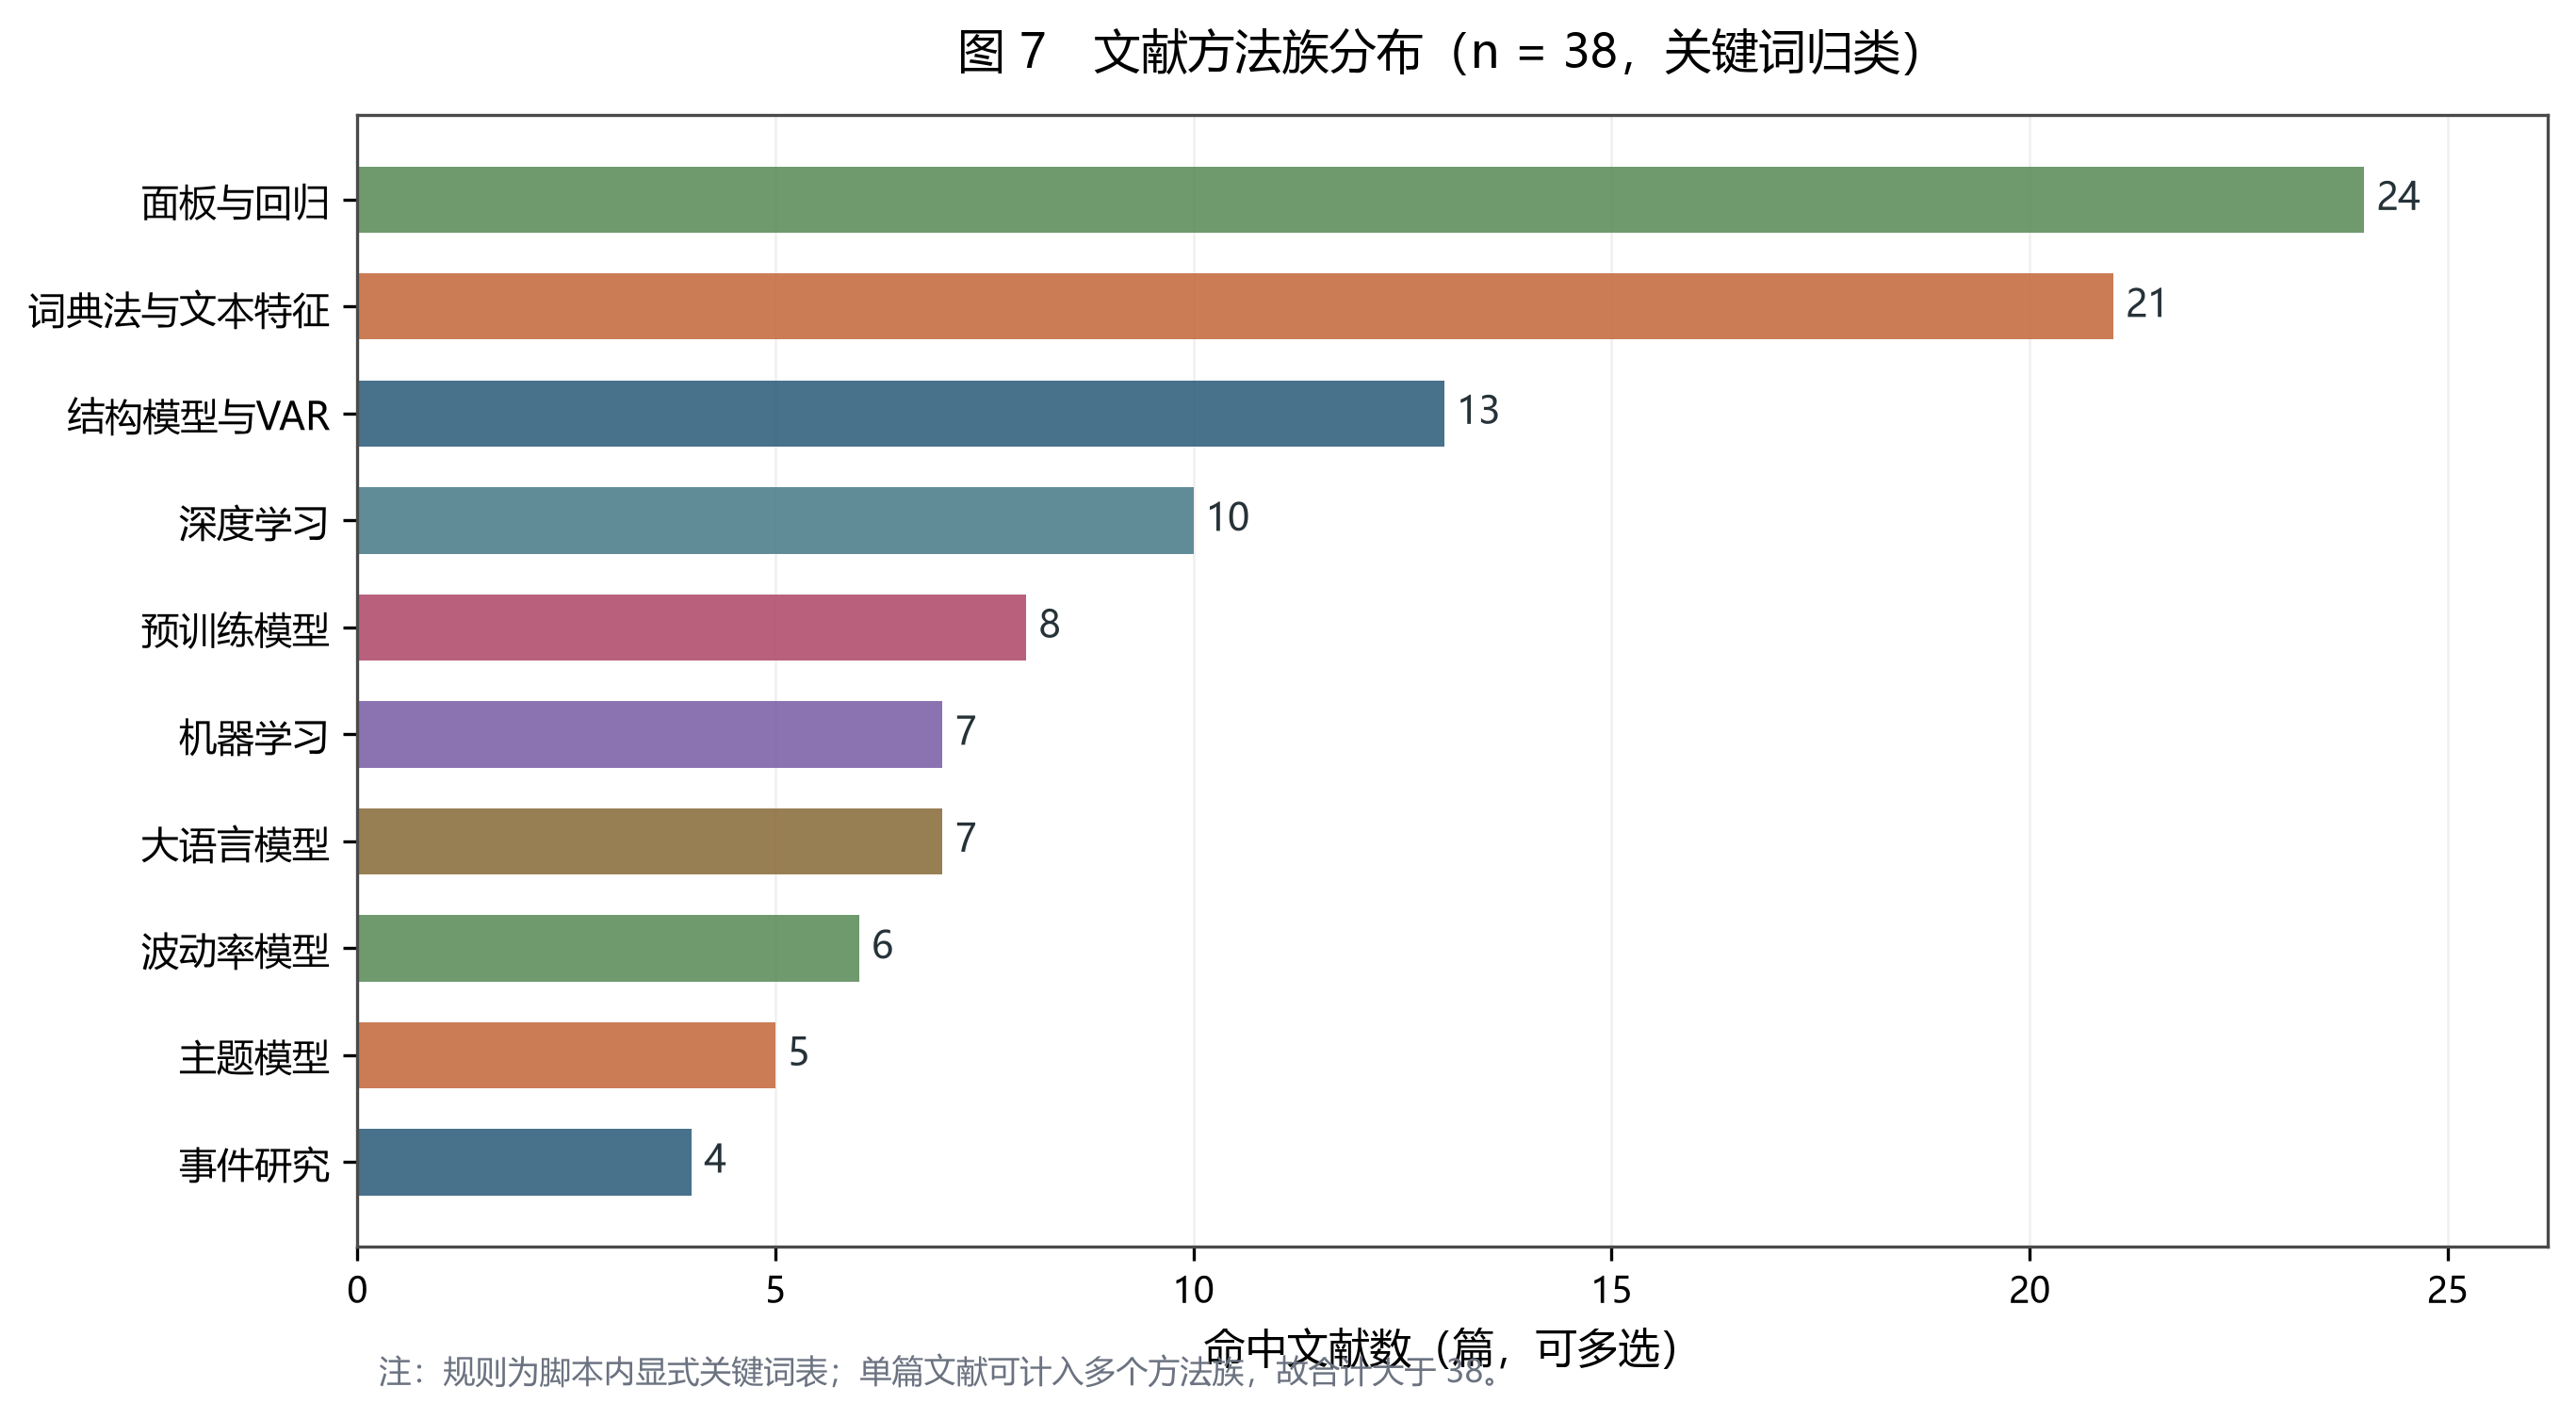 图 7　文献方法族分布（n = 38，关键词归类）
面板与回归 24
词典法与文本特征 21
结构模型与VAR 13
深度学习 10
预训练模型 8
机器学习 7
大语言模型 7
波动率模型 6
主题模型 5
事件研究 4
0 5 10 15 20 25
命中文献数（篇，可多选）
注：规则为脚本内显式关键词表；单篇文献可计入多个方法族，故合计大于 38。